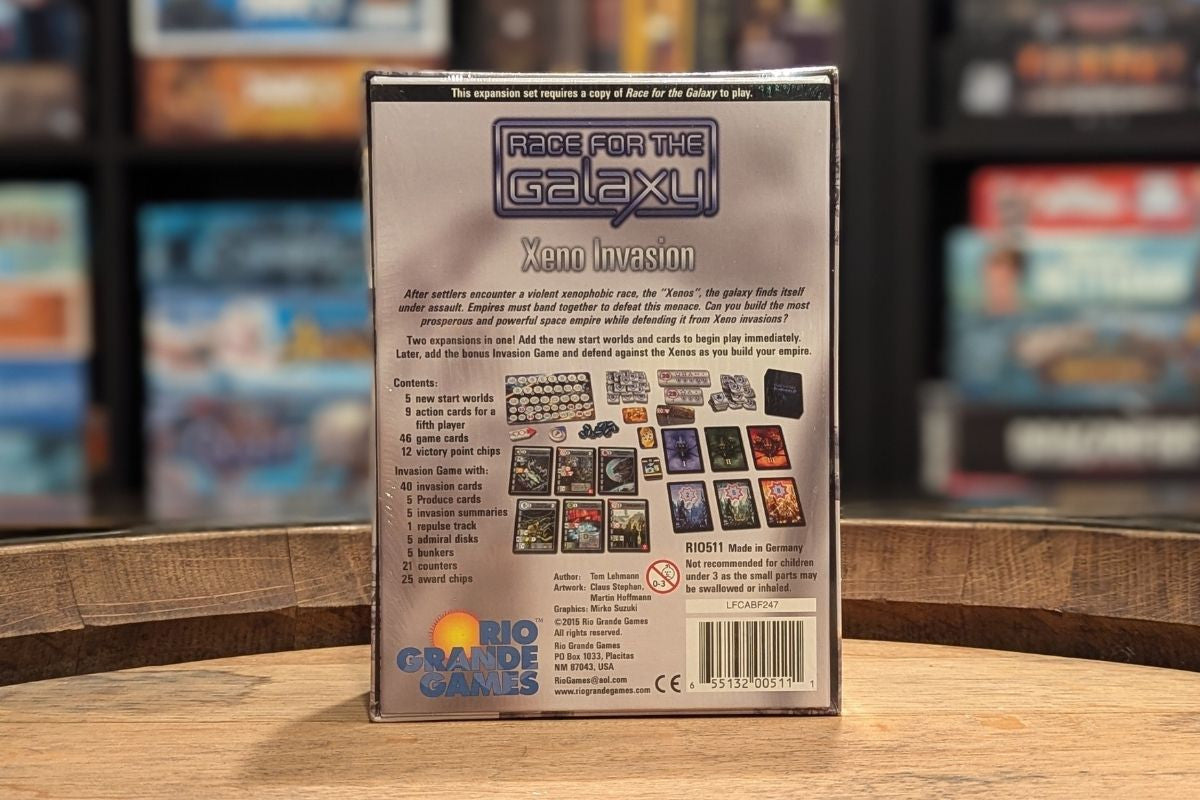 This expansion set requires a copy of Race for the Galaxy to play.
RACE FOR THE
Galaxy
Xeno Invasion
After settlers encounter a violent xenophobic race, the "Xenos", the galaxy finds itself
under assault. Empires must band together to defeat this menace. Can you build the most
prosperous and powerful space empire while defending it from Xeno invasions?
Two expansions in one! Add the new start worlds and cards to begin play immediately.
Later, add the bonus Invasion Game and defend against the Xenos as you build your empire.
Contents:
5 new start worlds
9 action cards for a
fifth player
46 game cards
12 victory point chips
Invasion Game with:
40 invasion cards
5 Produce cards
5 invasion summaries
1 repulse track
5 admiral disks
5 bunkers
21 counters
25 award chips
I II III
Author: Tom Lehmann
Artwork: Claus Stephan,
Martin Hoffmann
Graphics: Mirko Suzuki
©2015 Rio Grande Games
All rights reserved.
Rio Grande Games
PO Box 1033, Placitas
NM 87043, USA
RioGames@aol.com
www.riograndegames.com
CE
0-3
RIO511 Made in Germany
Not recommended for children
under 3 as the small parts may
be swallowed or inhaled.
LFCABF247
6 55132 00511 1
RIO
GRANDE
GAMES
TM